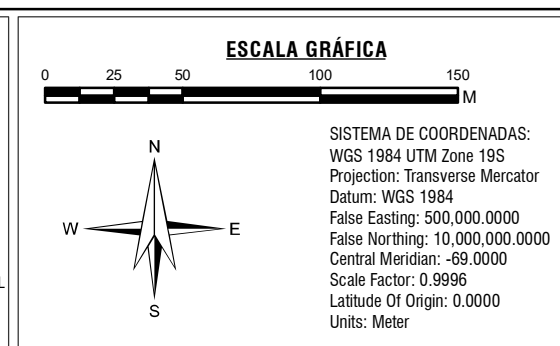 ESCALA GRÁFICA
0 25 50 100 150
M
N
W E
S
SISTEMA DE COORDENADAS:
WGS 1984 UTM Zone 19S
Projection: Transverse Mercator
Datum: WGS 1984
False Easting: 500,000.0000
False Northing: 10,000,000.0000
Central Meridian: -69.0000
Scale Factor: 0.9996
Latitude Of Origin: 0.0000
Units: Meter